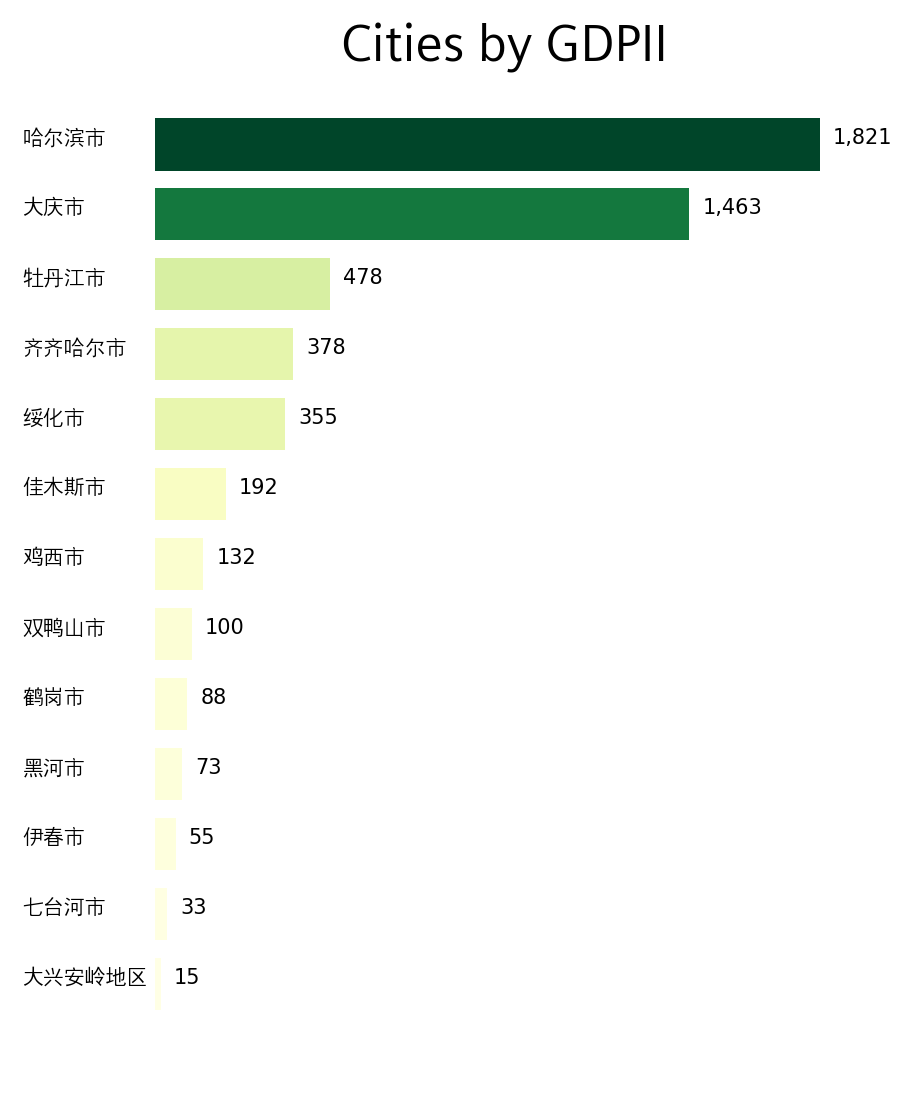 Cities by GDPII
哈尔滨市 1,821
大庆市 1,463
牡丹江市 478
齐齐哈尔市 378
绥化市 355
佳木斯市 192
鸡西市 132
双鸭山市 100
鹤岗市 88
黑河市 73
伊春市 55
七台河市 33
大兴安岭地区 15